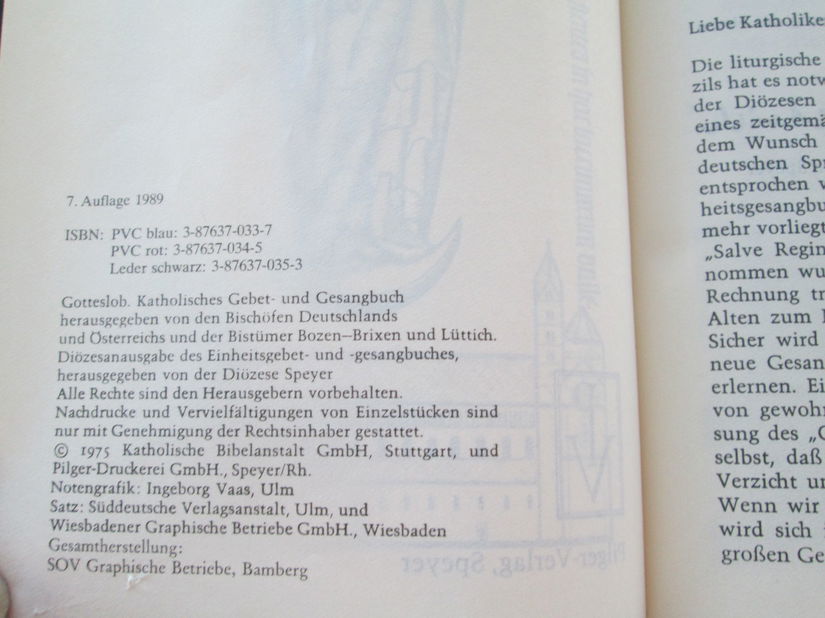 7. Auflage 1989
ISBN: PVC blau: 3-87637-033-7
PVC rot: 3-87637-034-5
Leder schwarz: 3-87637-035-3
Gotteslob. Katholisches Gebet- und Gesangbuch
herausgegeben von den Bischöfen Deutschlands
und Österreichs und der Bistümer Bozen–Brixen und Lüttich.
Diözesanausgabe des Einheitsgebet- und -gesangbuches,
herausgegeben von der Diözese Speyer
Alle Rechte sind den Herausgebern vorbehalten.
Nachdrucke und Vervielfältigungen von Einzelstücken sind
nur mit Genehmigung der Rechtsinhaber gestattet.
© 1975 Katholische Bibelanstalt GmbH, Stuttgart, und
Pilger-Druckerei GmbH., Speyer/Rh.
Notengrafik: Ingeborg Vaas, Ulm
Satz: Süddeutsche Verlagsanstalt, Ulm, und
Wiesbadener Graphische Betriebe GmbH., Wiesbaden
Gesamtherstellung:
SOV Graphische Betriebe, Bamberg
Pilger-Verlag, Speyer
Liebe Katholike
Die liturgische
zils hat es notw
der Diözesen
eines zeitgemä
dem Wunsch
deutschen Spr
entsprochen v
heitsgesangbu
mehr vorliegt
„Salve Regin
nommen wu
Rechnung tr
Alten zum
Sicher wird
neue Gesan
erlernen. Ei
von gewohn
sung des „G
selbst, daß
Verzicht un
Wenn wir
wird sich
großen Ge